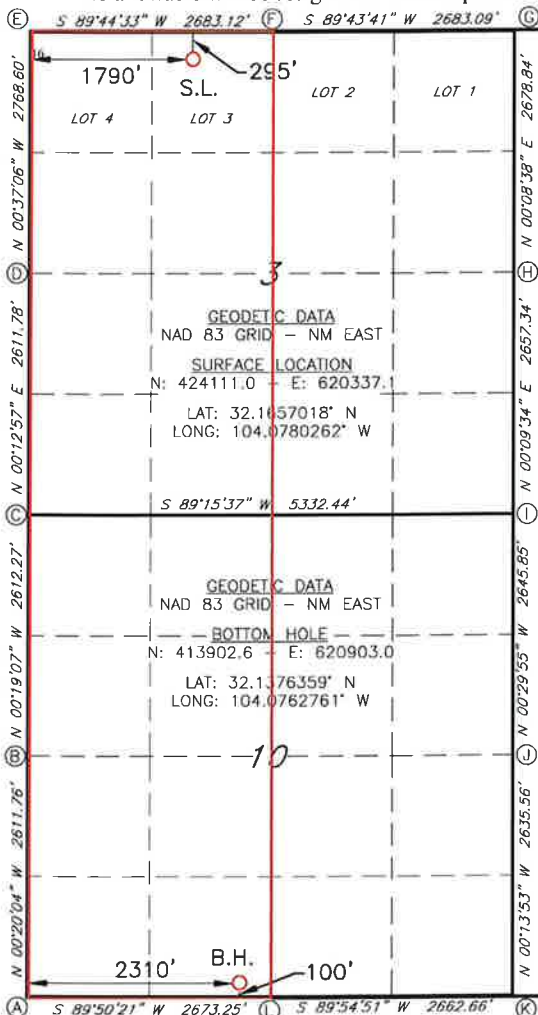 Ⓔ S 89°44'33" W 2683.12' Ⓕ S 89°43'41" W 2683.09' Ⓖ
16
1790'
295'
S.L.
LOT 4
LOT 3
LOT 2
LOT 1
N 00°37'06" W 2768.60'
N 00°08'38" E 2678.84'
Ⓓ
3
Ⓗ
GEODETIC DATA
NAD 83 GRID – NM EAST
SURFACE LOCATION
N: 424111.0 – E: 620337.1
LAT: 32.1657018° N
LONG: 104.0780262° W
N 00°12'57" E 2611.78'
N 00°09'34" E 2657.34'
Ⓒ
S 89°15'37" W 5332.44'
Ⓘ
GEODETIC DATA
NAD 83 GRID – NM EAST
BOTTOM HOLE
N: 413902.6 – E: 620903.0
LAT: 32.1376359° N
LONG: 104.0762761° W
N 00°19'07" W 2612.27'
N 00°29'55" W 2645.85'
Ⓑ
10
Ⓙ
N 00°20'04" W 2611.76'
N 00°13'53" W 2635.56'
B.H.
2310'
100'
Ⓐ S 89°50'21" W 2673.25' Ⓛ S 89°54'51" W 2662.66' Ⓚ